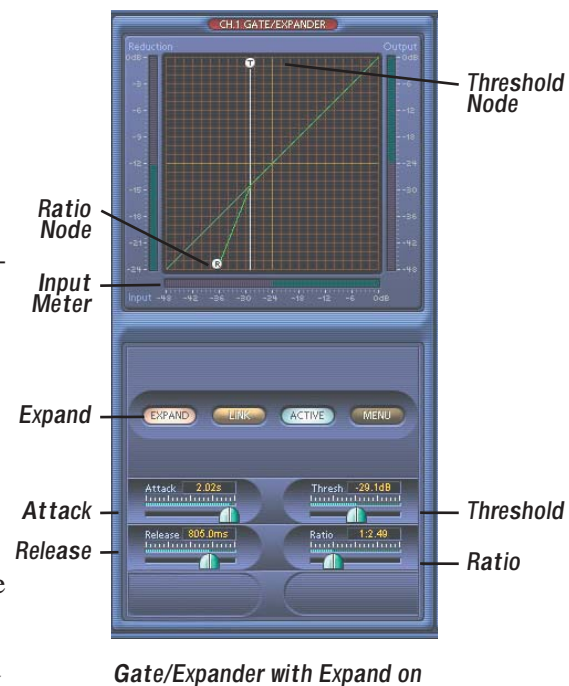 CH.1 GATE/EXPANDER
Reduction
Output
0dB
-3
-6
-9
-12
-15
-18
-21
-24
T
R
0dB
-6
-12
-18
-24
-30
-36
-42
-48
Input -48 -42 -36 -30 -24 -18 -12 -6 0dB
Threshold
Node
Ratio
Node
Input
Meter
Expand
EXPAND LINK ACTIVE MENU
Attack 2.02s
Thresh -29.1dB
Attack
Threshold
Release 805.0ms
Ratio 1:2.49
Release
Ratio
e
Gate/Expander with Expand on